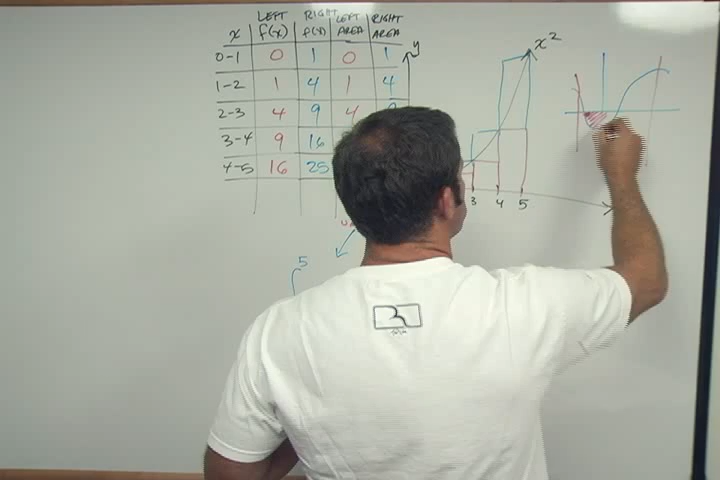 x LEFT f(x) RIGHT f(x) LEFT AREA RIGHT AREA
0-1 0 1 0 1
1-2 1 4 1 4
2-3 4 9 4
3-4 9 16
4-5 16 25
y
x²
3 4 5
5
∫